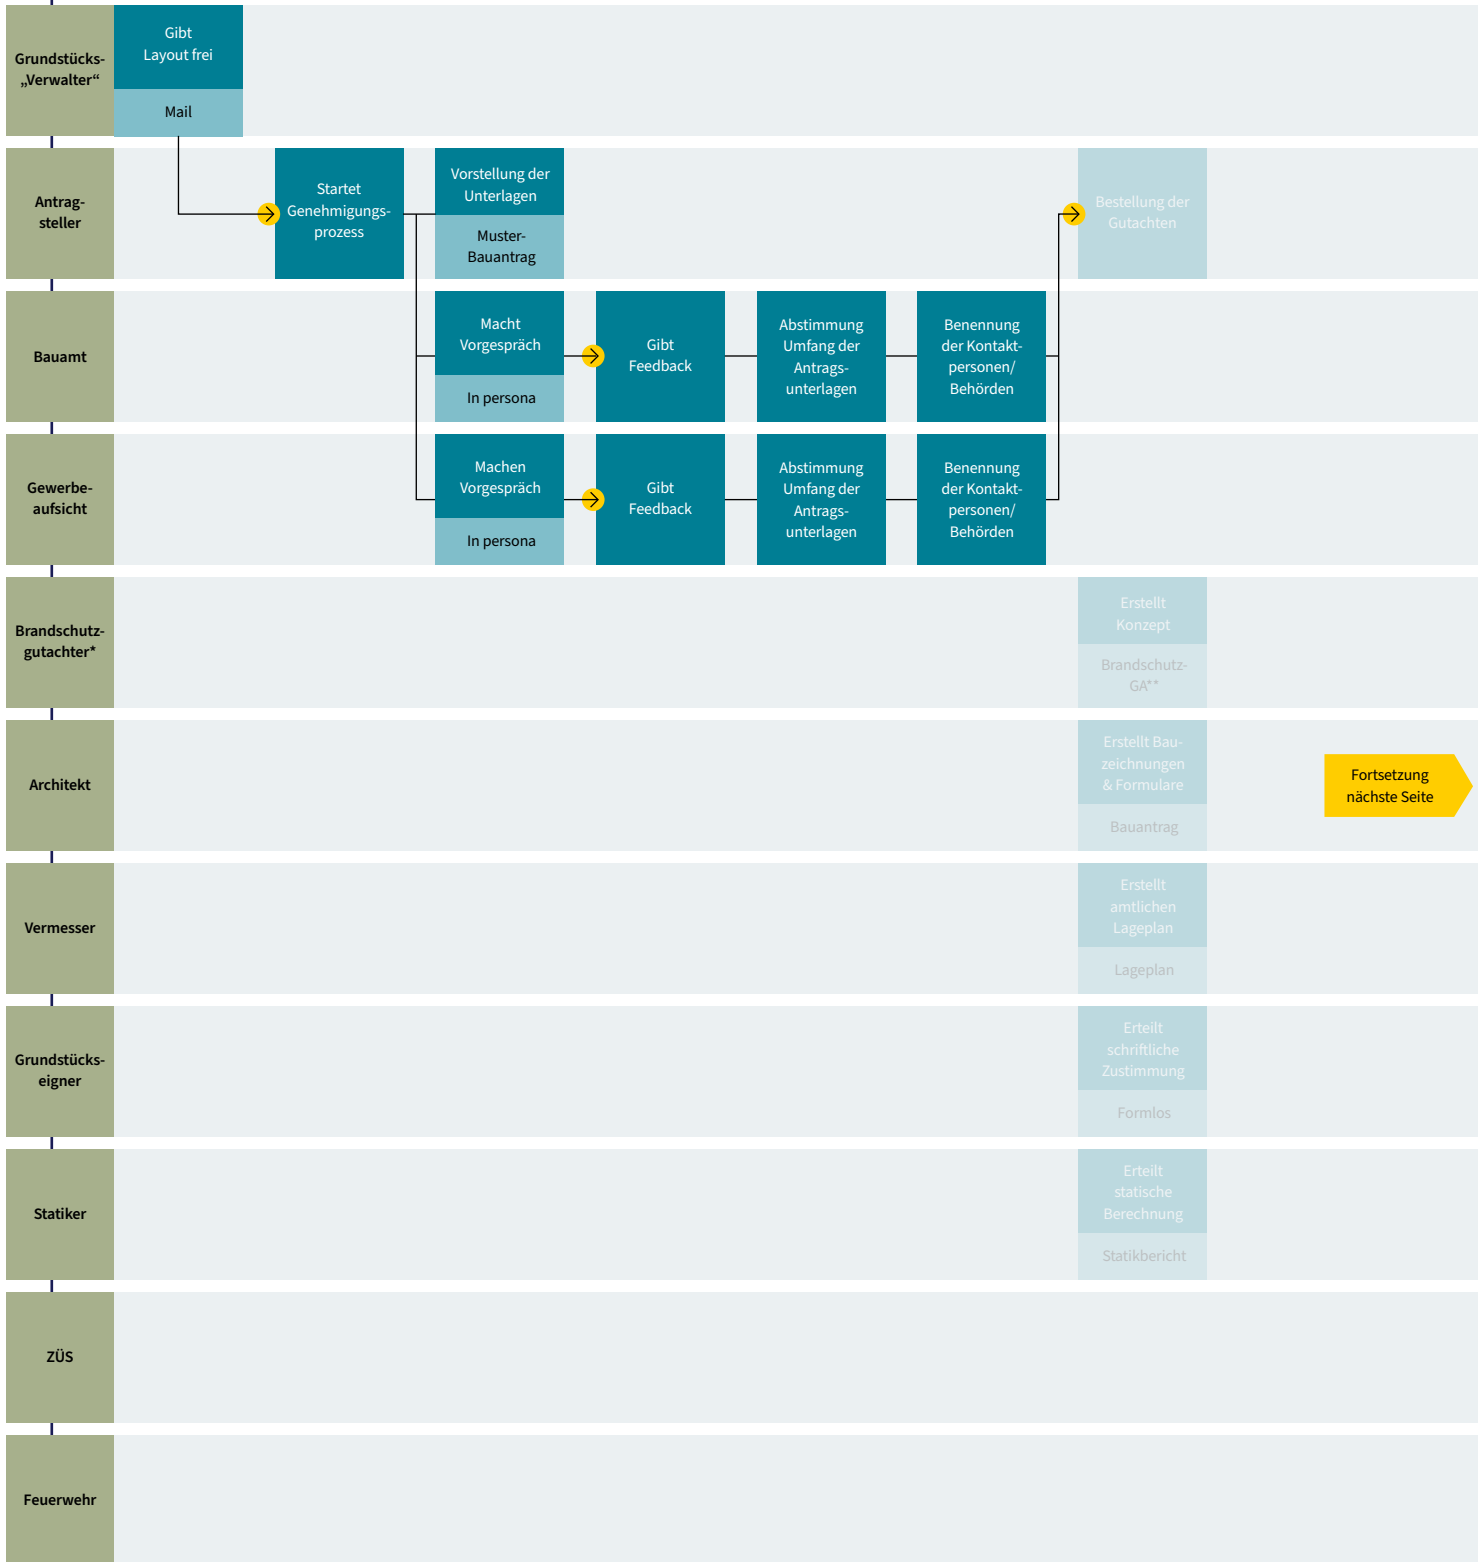 Grundstücks-
„Verwalter“
Gibt
Layout frei
Mail
Antrag-
steller
Startet
Genehmigungs-
prozess
Vorstellung der
Unterlagen
Muster-
Bauantrag
Bestellung der
Gutachten
Bauamt
Macht
Vorgespräch
In persona
Gibt
Feedback
Abstimmung
Umfang der
Antrags-
unterlagen
Benennung
der Kontakt-
personen/
Behörden
Gewerbe-
aufsicht
Machen
Vorgespräch
In persona
Gibt
Feedback
Abstimmung
Umfang der
Antrags-
unterlagen
Benennung
der Kontakt-
personen/
Behörden
Brandschutz-
gutachter*
Erstellt
Konzept
Brandschutz-
GA**
Architekt
Erstellt Bau-
zeichnungen
& Formulare
Bauantrag
Fortsetzung
nächste Seite
Vermesser
Erstellt
amtlichen
Lageplan
Lageplan
Grundstücks-
eigner
Erteilt
schriftliche
Zustimmung
Formlos
Statiker
Erteilt
statische
Berechnung
Statikbericht
ZÜS
Feuerwehr